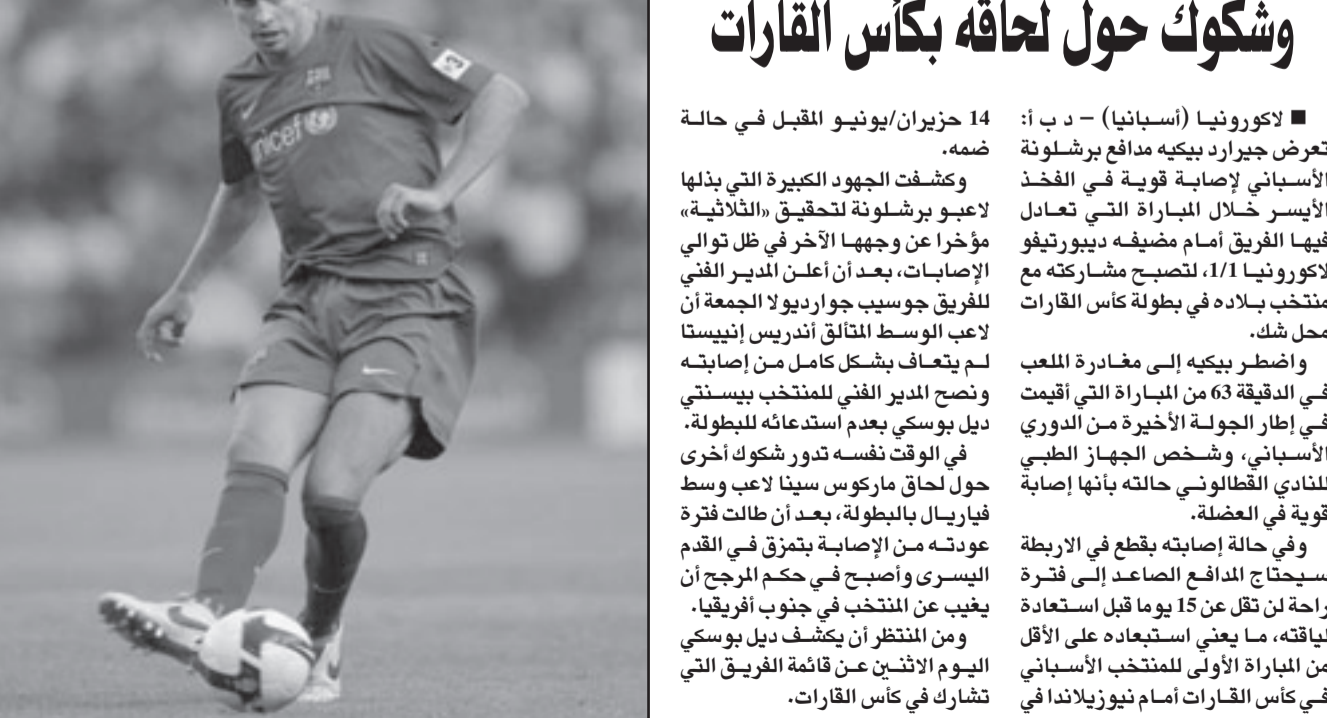 وشكوك حول لحاقه بكأس القارات
■ لاكورونيا (أسبانيا) – د ب أ:
تعرض جيرارد بيكيه مدافع برشلونة
الأسباني لإصابة قوية في الفخذ
الأيسر خلال المباراة التي تعادل
فيها الفريق أمام مضيفه ديبورتيفو
لاكورونيا 1/1، لتصبح مشاركته مع
منتخب بلاده في بطولة كأس القارات
محل شك.
واضطر بيكيه إلى مغادرة الملعب
في الدقيقة 63 من المباراة التي أقيمت
في إطار الجولة الأخيرة من الدوري
الأسباني، وشخص الجهاز الطبي
للنادي القطالوني حالته بأنها إصابة
قوية في العضلة.
وفي حالة إصابته بقطع في الاربطة
سيحتاج المدافع الصاعد إلى فترة
راحة لن تقل عن 15 يوما قبل استعادة
لياقته، ما يعني استبعاده على الأقل
من المباراة الأولى للمنتخب الأسباني
في كأس القارات أمام نيوزيلاندا في
14 حزيران/يونيو المقبل في حالة
ضمه.
وكشفت الجهود الكبيرة التي بذلها
لاعبو برشلونة لتحقيق «الثلاثية»
مؤخرا عن وجهها الآخر في ظل توالي
الإصابات، بعد أن أعلن المدير الفني
للفريق جوسيب جوارديولا الجمعة أن
لاعب الوسط المتألق أندريس إنييستا
لم يتعاف بشكل كامل من إصابته
ونصح المدير الفني للمنتخب بيسنتي
ديل بوسكي بعدم استدعائه للبطولة.
في الوقت نفسه تدور شكوك أخرى
حول لحاق ماركوس سينا لاعب وسط
فياريال بالبطولة، بعد أن طالت فترة
عودته من الإصابة بتمزق في القدم
اليسرى وأصبح في حكم المرجح أن
يغيب عن المنتخب في جنوب أفريقيا.
ومن المنتظر أن يكشف ديل بوسكي
اليوم الاثنين عن قائمة الفريق التي
تشارك في كأس القارات.
unicef